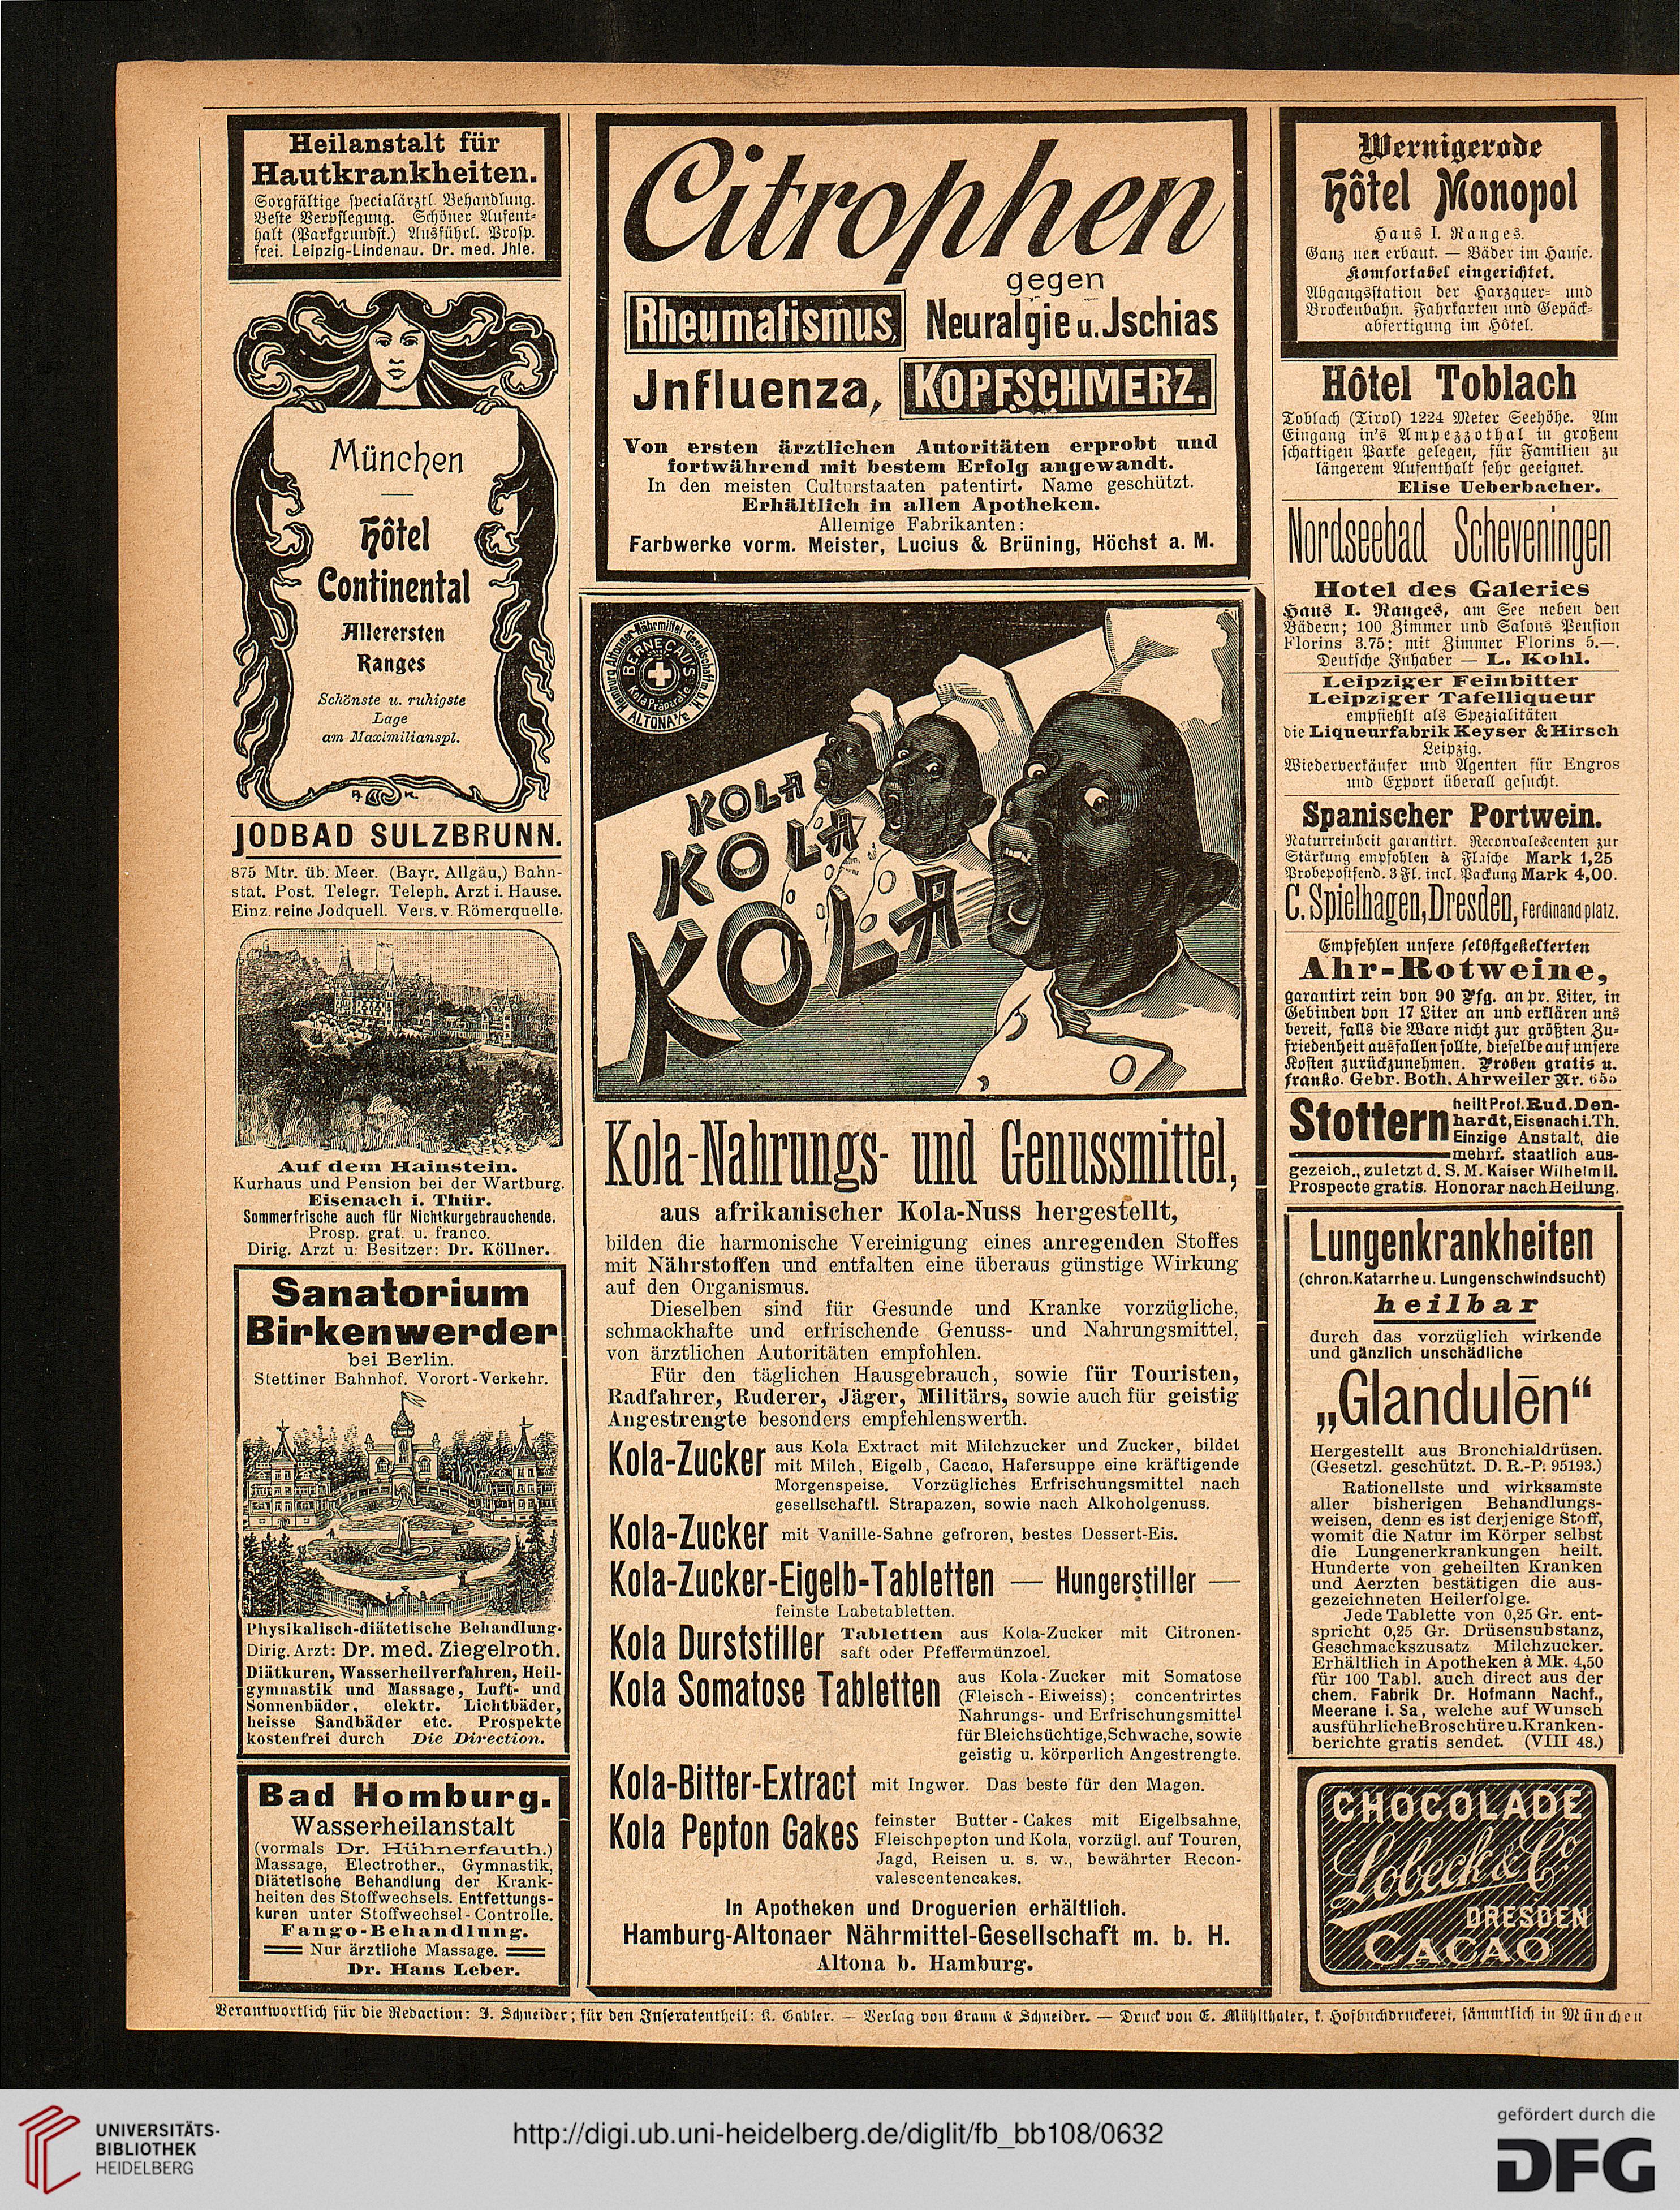 Heilanstalt für
Hautkrankheiten.
Sorgfältige specialärztl. Behandlung.
Beste Verpflegung. Schöner Aufent-
halt (Parkgrundst.) Ausführl. Prosp.
frei. Leipzig-Lindenau. Dr. med. Jhle.
München
Hôtel
Continental
Allerersten
Ranges
Schönste u. ruhigste
Lage
am Maximilianspl.
JODBAD SULZBRUNN.
875 Mtr. üb. Meer. (Bayr. Allgäu,) Bahn-
stat. Post. Telegr. Teleph. Arzt i. Hause.
Einz. reine Jodquell. Vers. v. Römerquelle.
Auf dem Hainstein.
Kurhaus und Pension bei der Wartburg.
Eisenach i. Thür.
Sommerfrische auch für Nichtkurgebrauchende.
Prosp. grat. u. franco.
Dirig. Arzt u. Besitzer: Dr. Köllner.
Sanatorium
Birkenwerder
bei Berlin.
Stettiner Bahnhof. Vorort-Verkehr.
Physikalisch-diätetische Behandlung.
Dirig. Arzt: Dr. med. Ziegelroth.
Diätkuren, Wasserheilverfahren, Heil-
gymnastik und Massage, Luft- und
Sonnenbäder, elektr. Lichtbäder,
heisse Sandbäder etc. Prospekte
kostenfrei durch Die Direction.
Bad Homburg.
Wasserheilanstalt
(vormals Dr. Hühnerfauth.)
Massage, Electrother., Gymnastik,
Diätetische Behandlung der Krank-
heiten des Stoffwechsels. Entfettungs-
kuren unter Stoffwechsel-Controlle.
Fango-Behandlung.
Nur ärztliche Massage.
Dr. Hans Leber.
Citrophen
gegen
Rheumatismus, Neuralgie u. Jschias
Jnfluenza, KOPFSCHMERZ.
Von ersten ärztlichen Autoritäten erprobt und
fortwährend mit bestem Erfolg angewandt.
In den meisten Culturstaaten patentirt. Name geschützt.
Erhältlich in allen Apotheken.
Alleinige Fabrikanten:
Farbwerke vorm. Meister, Lucius & Brüning, Höchst a. M.
Hamburg Altonaer-Nährmittel-Gesellschaft m. b. H.
BERNECAUS
Kola Präparate
ALTONA a/E
KOLA
KOLA
KOLA
Kola-Nahrungs- und Genussmittel,
aus afrikanischer Kola-Nuss hergestellt,
bilden die harmonische Vereinigung eines anregenden Stoffes
mit Nährstoffen und entfalten eine überaus günstige Wirkung
auf den Organismus.
Dieselben sind für Gesunde und Kranke vorzügliche,
schmackhafte und erfrischende Genuss- und Nahrungsmittel,
von ärztlichen Autoritäten empfohlen.
Für den täglichen Hausgebrauch, sowie für Touristen,
Radfahrer, Ruderer, Jäger, Militärs, sowie auch für geistig
Angestrengte besonders empfehlenswerth.
Kola-Zucker aus Kola Extract mit Milchzucker und Zucker, bildet
mit Milch, Eigelb, Cacao, Hafersuppe eine kräftigende
Morgenspeise. Vorzügliches Erfrischungsmittel nach
gesellschaftl. Strapazen, sowie nach Alkoholgenuss.
Kola-Zucker mit Vanille-Sahne gefroren, bestes Dessert-Eis.
Kola-Zucker-Eigelb-Tabletten — Hungerstiller —
feinste Labetabletten.
Kola Durststiller Tabletten aus Kola-Zucker mit Citronen-
saft oder Pfeffermünzoel.
Kola Somatose Tabletten aus Kola-Zucker mit Somatose
(Fleisch-Eiweiss); concentrirtes
Nahrungs- und Erfrischungsmittel
für Bleichsüchtige, Schwache, sowie
geistig u. körperlich Angestrengte.
Kola-Bitter-Extract mit Ingwer. Das beste für den Magen.
Kola Pepton Cakes feinster Butter-Cakes mit Eigelbsahne,
Fleischpepton und Kola, vorzügl. auf Touren,
Jagd, Reisen u. s. w., bewährter Recon-
valescentencakes.
In Apotheken und Droguerien erhältlich.
Hamburg-Altonaer Nährmittel-Gesellschaft m. b. H.
Altona b. Hamburg.
Wernigerode
Hôtel Monopol
Haus I. Ranges.
Ganz neu erbaut. — Bäder im Hause.
Komfortabel eingerichtet.
Abgangsstation der Harzquer- und
Brockenbahn. Fahrkarten und Gepäck-
abfertigung im Hôtel.
Hôtel Toblach
Toblach (Tirol) 1224 Meter Seehöhe. Am
Eingang in's Ampezzothal in großem
schattigen Parke gelegen, für Familien zu
längerem Aufenthalt sehr geeignet.
Elise Ueberbacher.
Nordseebad Scheveningen
Hotel des Galeries
Haus I. Ranges, am See neben den
Bädern; 100 Zimmer und Salons Pension
Florins 3.75; mit Zimmer Florins 5.—.
Deutsche Inhaber — L. Kohl.
Leipziger Feinbitter
Leipziger Tafelliqueur
empfiehlt als Spezialitäten
die Liqueurfabrik Keyser & Hirsch
Leipzig.
Wiederverkäufer und Agenten für Engros
und Export überall gesucht.
Spanischer Portwein.
Naturreinheit garantirt. Reconvalescenten zur
Stärkung empfohlen à Flasche Mark 1,25
Probepostsend. 3 Fl. incl. Packung Mark 4,00.
C. Spielhagen, Dresden, Ferdinandplatz.
Empfehlen unsere selbstgekelterten
Ahr-Rotweine,
garantirt rein von 90 Pfg. an pr. Liter, in
Gebinden von 17 Liter an und erklären uns
bereit, falls die Ware nicht zur größten Zu-
friedenheit ausfallen sollte, dieselbe auf unsere
Kosten zurückzunehmen. Proben gratis u.
franko. Gebr. Both. Ahrweiler Nr.
Stottern heilt Prof. Rud. Den-
hardt, Eisenach i. Th.
Einzige Anstalt, die
mehrf. staatlich aus-
gezeich., zuletzt d. S. M. Kaiser Wilhelm II.
Prospecte gratis. Honorar nach Heilung.
Lungenkrankheiten
(chron. Katarrhe u. Lungenschwindsucht)
heilbar
durch das vorzüglich wirkende
und gänzlich unschädliche
„Glandulēn“
Hergestellt aus Bronchialdrüsen.
(Gesetzl. geschützt. D. R.-P. 95193.)
Rationellste und wirksamste
aller bisherigen Behandlungs-
weisen, denn es ist derjenige Stoff,
womit die Natur im Körper selbst
die Lungenerkrankungen heilt.
Hunderte von geheilten Kranken
und Aerzten bestätigen die aus-
gezeichneten Heilerfolge.
Jede Tablette von 0,25 Gr. ent-
spricht 0,25 Gr. Drüsensubstanz,
Geschmackszusatz Milchzucker.
Erhältlich in Apotheken à Mk. 4,50
für 100 Tabl. auch direct aus der
chem. Fabrik Dr. Hofmann Nachf.,
Meerane i. Sa, welche auf Wunsch
ausführliche Broschüre u. Kranken-
berichte gratis sendet. (VIII 48.)
CHOCOLADE
Lobeck & Co.
DRESDEN
CACAO
Verantwortlich für die Redaction: J. Schneider; für den Inseratentheil: K. Gabler. — Verlag von Braun & Schneider. — Druck von E. Mühlthaler, k. Hofbuchdruckerei, sämmtlich in München
UNIVERSITÄTS-
BIBLIOTHEK
HEIDELBERG
http://digi.ub.uni-heidelberg.de/diglit/fb_bb108/0632
gefördert durch die
DFG